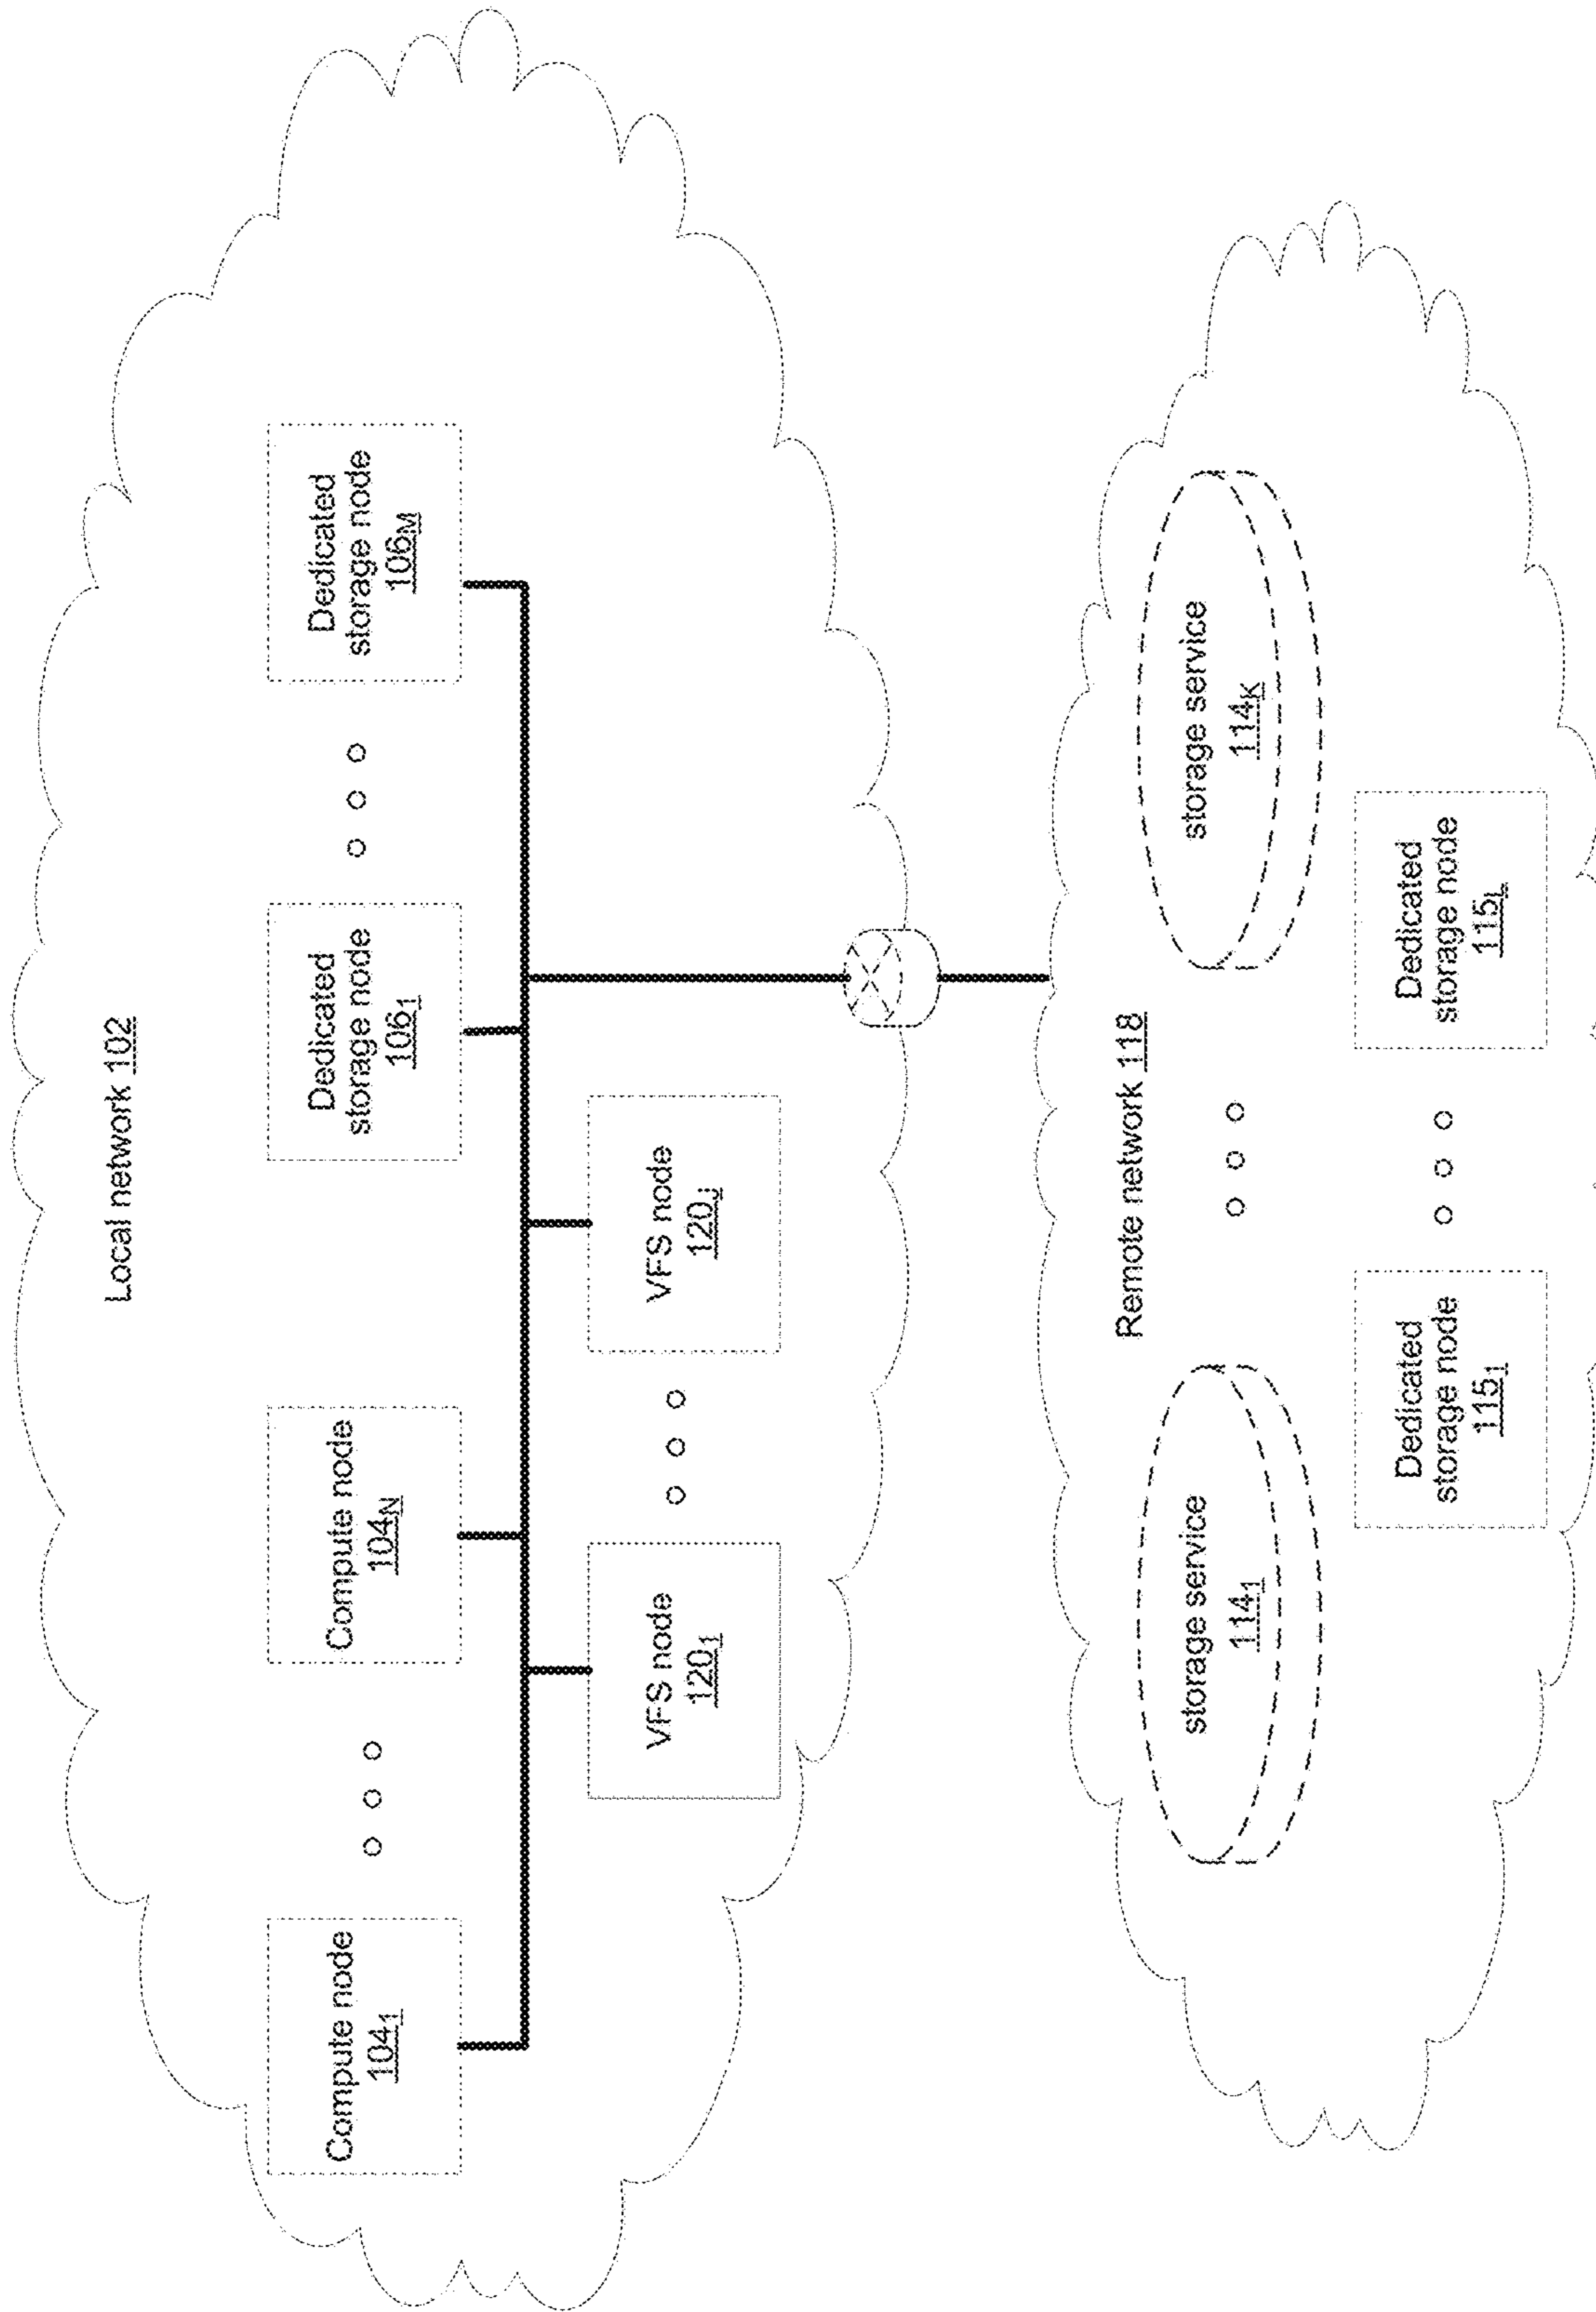 Local network 102
Compute node
104₁
Compute node
104N
Dedicated
storage node
106₁
Dedicated
storage node
106M
VFS node
120₁
VFS node
120J
Remote network 118
storage service
114₁
storage service
114K
Dedicated
storage node
115₁
Dedicated
storage node
115L